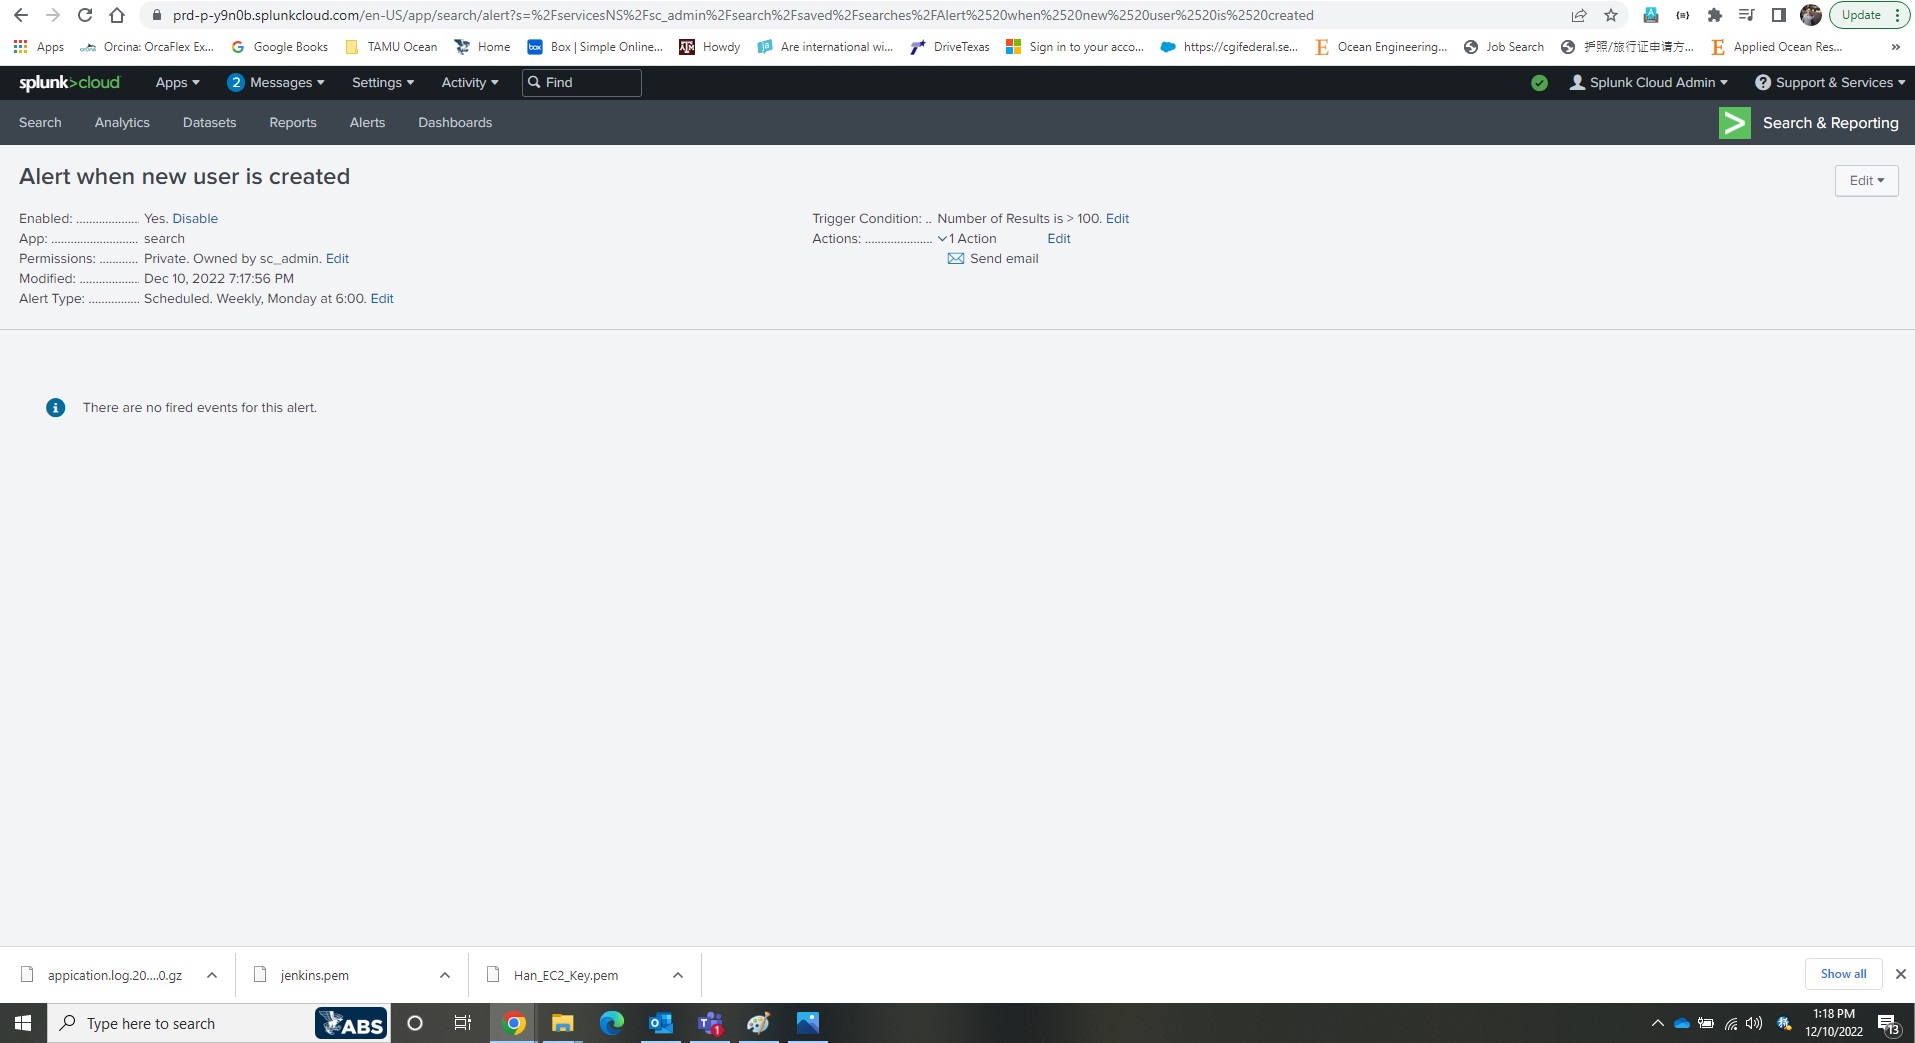 prd-p-y9n0b.splunkcloud.com/en-US/app/search/alert?s=%2FservicesNS%2Fsc_admin%2Fsearch%2Fsaved%2Fsearches%2FAlert%2520when%2520new%2520user%2520is%2520created
Update
Apps Orcina: OrcaFlex Ex... Google Books TAMU Ocean Home Box | Simple Online... Howdy Are international wi... DriveTexas Sign in to your acco... https://cgifederal.se... Ocean Engineering... Job Search 护照/旅行证申请方... Applied Ocean Res... »
splunk>cloud Apps 2 Messages Settings Activity Find Splunk Cloud Admin Support & Services
Search Analytics Datasets Reports Alerts Dashboards Search & Reporting
Alert when new user is created
Edit
Enabled: ................... Yes. Disable
App: .......................... search
Permissions: ............ Private. Owned by sc_admin. Edit
Modified: .................. Dec 10, 2022 7:17:56 PM
Alert Type: ................ Scheduled. Weekly, Monday at 6:00. Edit
Trigger Condition: .. Number of Results is > 100. Edit
Actions: ..................... 1 Action Edit
Send email
There are no fired events for this alert.
appication.log.20....0.gz jenkins.pem Han_EC2_Key.pem Show all
Type here to search ABS 1 1:18 PM
12/10/2022 13